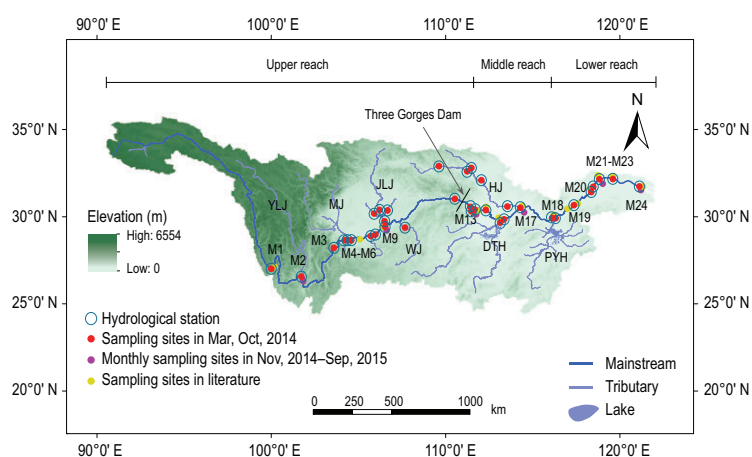 90°0' E 100°0' E 110°0' E 120°0' E
Upper reach Middle reach Lower reach
N
Three Gorges Dam
35°0' N 35°0' N
M21-M23
HJ
JLJ
M20
YLJ MJ
M18 M24
30°0' N 30°0' N
M13 M17 M19
Elevation (m)
High: 6554
M3 M9
M1 M4-M6 WJ DTH PYH
M2
Low: 0
25°0' N 25°0' N
Hydrological station
Sampling sites in Mar, Oct, 2014
Monthly sampling sites in Nov, 2014–Sep, 2015
Sampling sites in literature
Mainstream
Tributary
Lake
20°0' N 20°0' N
0 250 500 1000
km
90°0' E 100°0' E 110°0' E 120°0' E